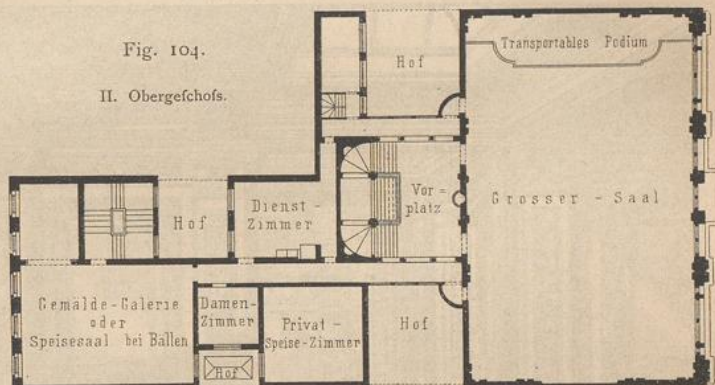 Fig. 104.
II. Obergeſchoſs.
Hof
Transportables Podium
Hof
Dienst-
Zimmer
Vor=
platz
Grosser - Saal
Gemälde-Galerie
oder
Speisesaal bei Bällen
Damen-
Zimmer
Privat -
Speise-Zimmer
Hof
Hof